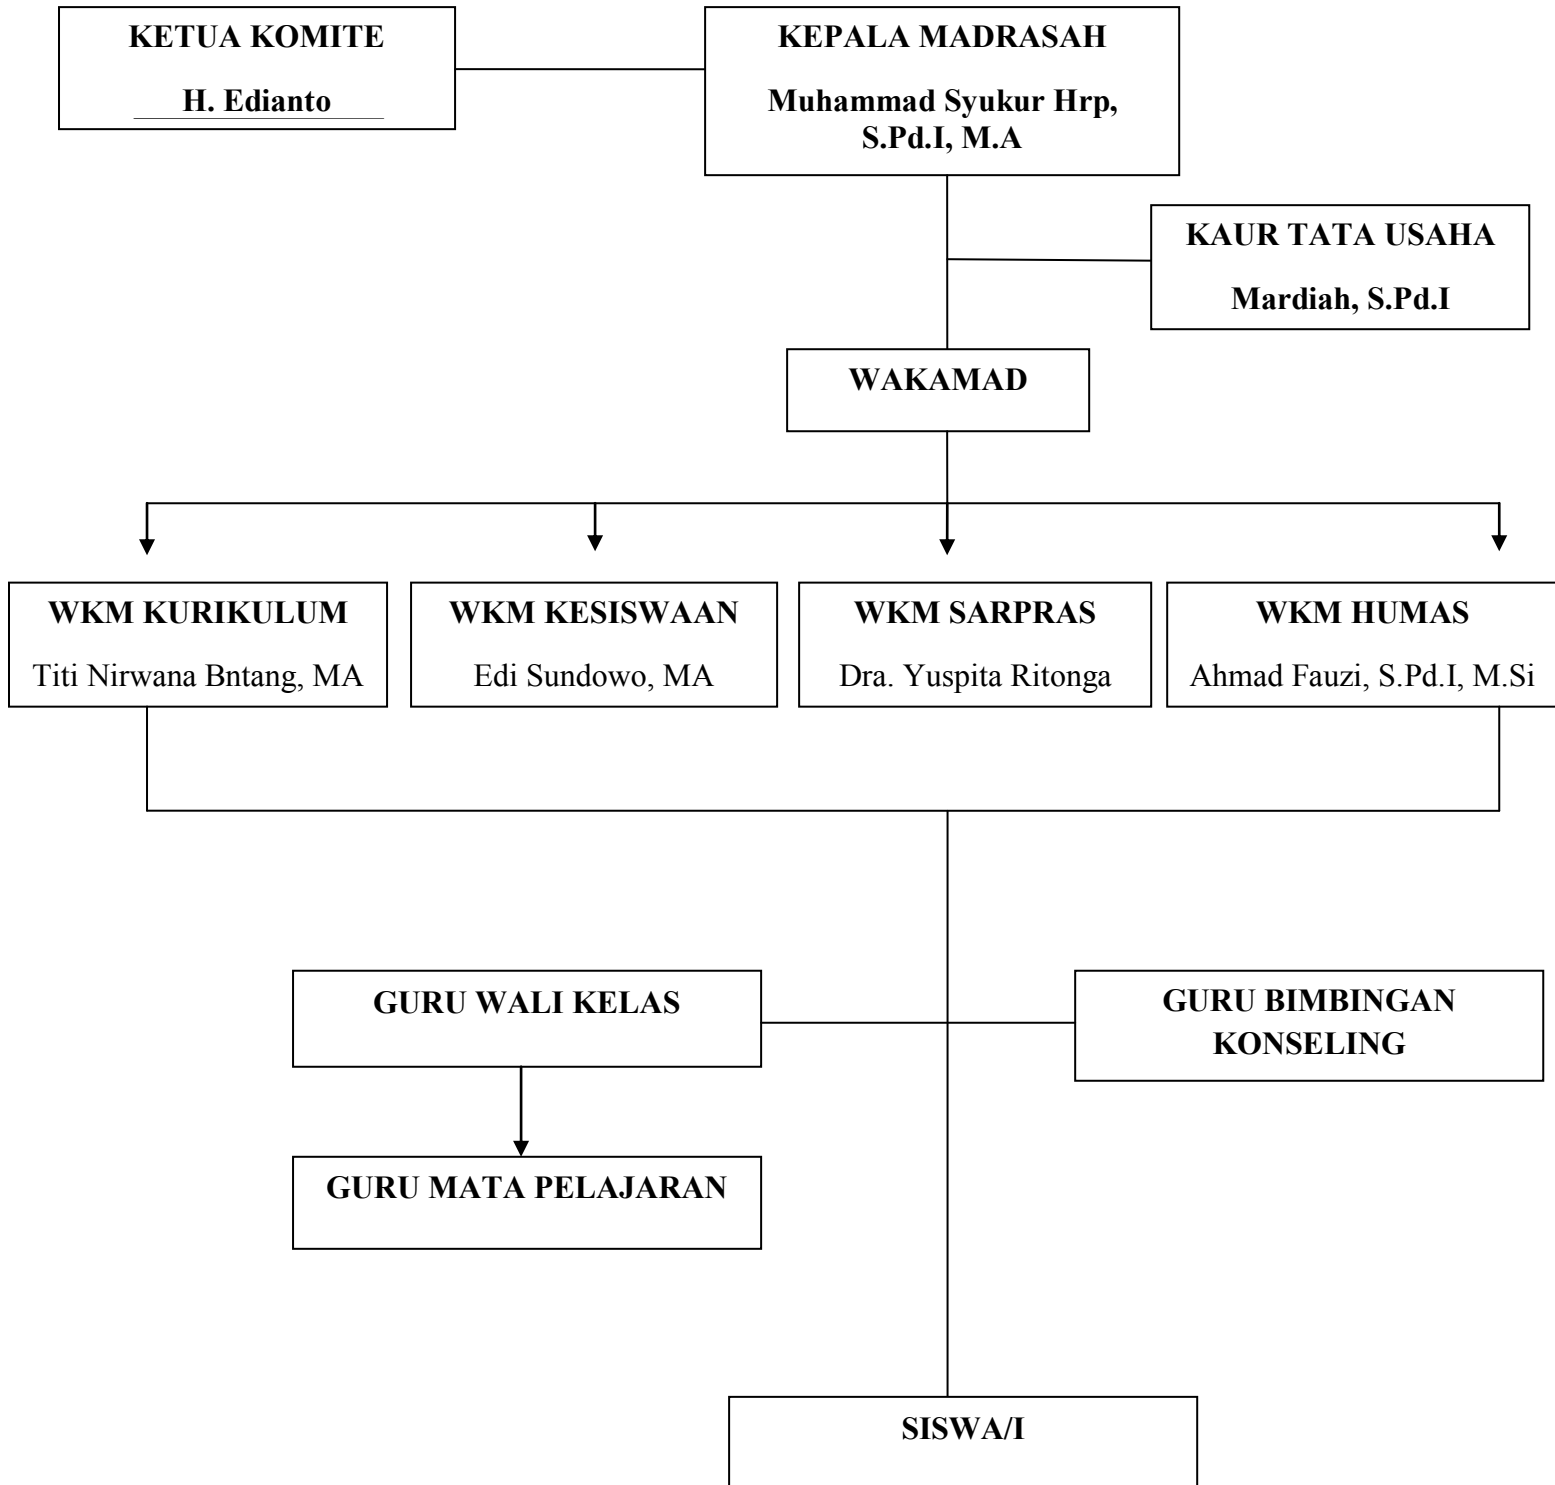 KETUA KOMITE
H. Edianto
KEPALA MADRASAH
Muhammad Syukur Hrp,
S.Pd.I, M.A
KAUR TATA USAHA
Mardiah, S.Pd.I
WAKAMAD
WKM KURIKULUM
Titi Nirwana Bntang, MA
WKM KESISWAAN
Edi Sundowo, MA
WKM SARPRAS
Dra. Yuspita Ritonga
WKM HUMAS
Ahmad Fauzi, S.Pd.I, M.Si
GURU WALI KELAS
GURU BIMBINGAN
KONSELING
GURU MATA PELAJARAN
SISWA/I